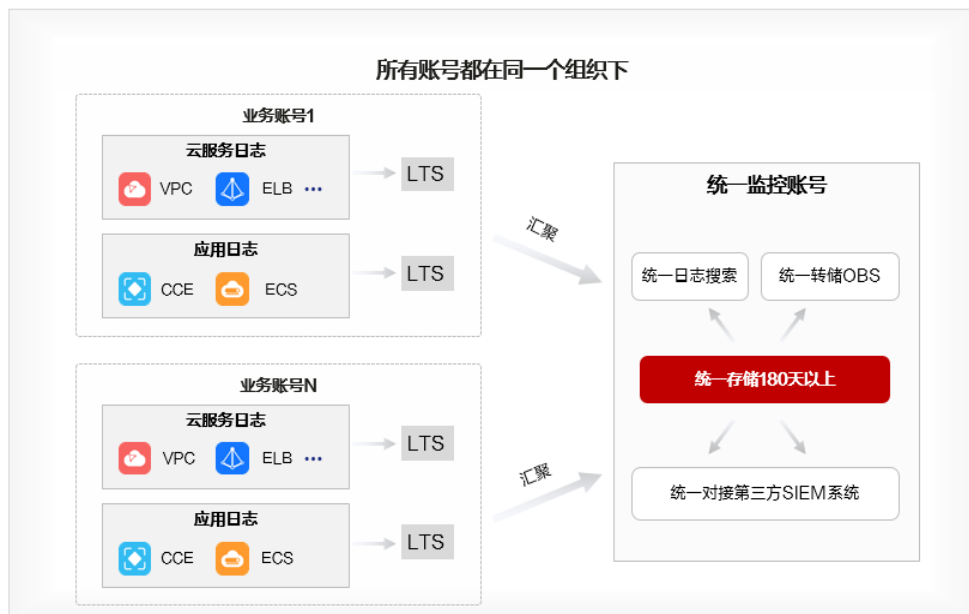 所有账号都在同一个组织下
业务账号1
云服务日志
VPC
ELB
LTS
应用日志
CCE
ECS
LTS
汇聚
业务账号N
云服务日志
VPC
ELB
LTS
应用日志
CCE
ECS
LTS
汇聚
统一监控账号
统一日志搜索
统一转储OBS
统一存储180天以上
统一对接第三方SIEM系统